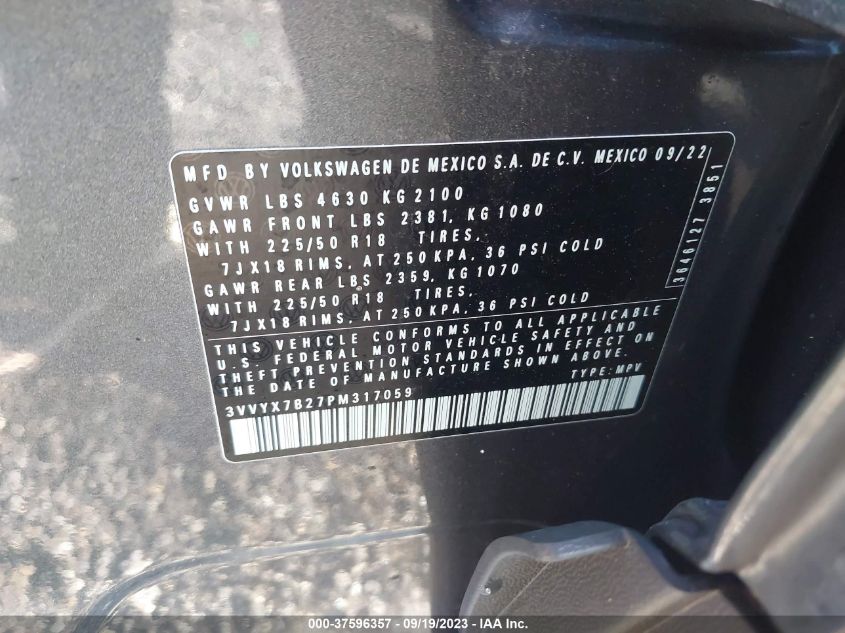 MFD BY VOLKSWAGEN DE MEXICO S.A. DE C.V. MEXICO 09/22
GVWR LBS 4630 KG 2100
GAWR FRONT LBS 2381, KG 1080
WITH 225/50 R18 TIRES,
7JX18 RIMS, AT 250 KPA, 36 PSI COLD
GAWR REAR LBS 2359, KG 1070
WITH 225/50 R18 TIRES,
7JX18 RIMS, AT 250 KPA, 36 PSI COLD
3646127 3851
THIS VEHICLE CONFORMS TO ALL APPLICABLE
U.S. FEDERAL MOTOR VEHICLE SAFETY AND
THEFT PREVENTION STANDARDS IN EFFECT ON
THE DATE OF MANUFACTURE SHOWN ABOVE.
TYPE: MPV
3VVYX7B27PM317059
000-37596357 - 09/19/2023 - © IAA Inc.